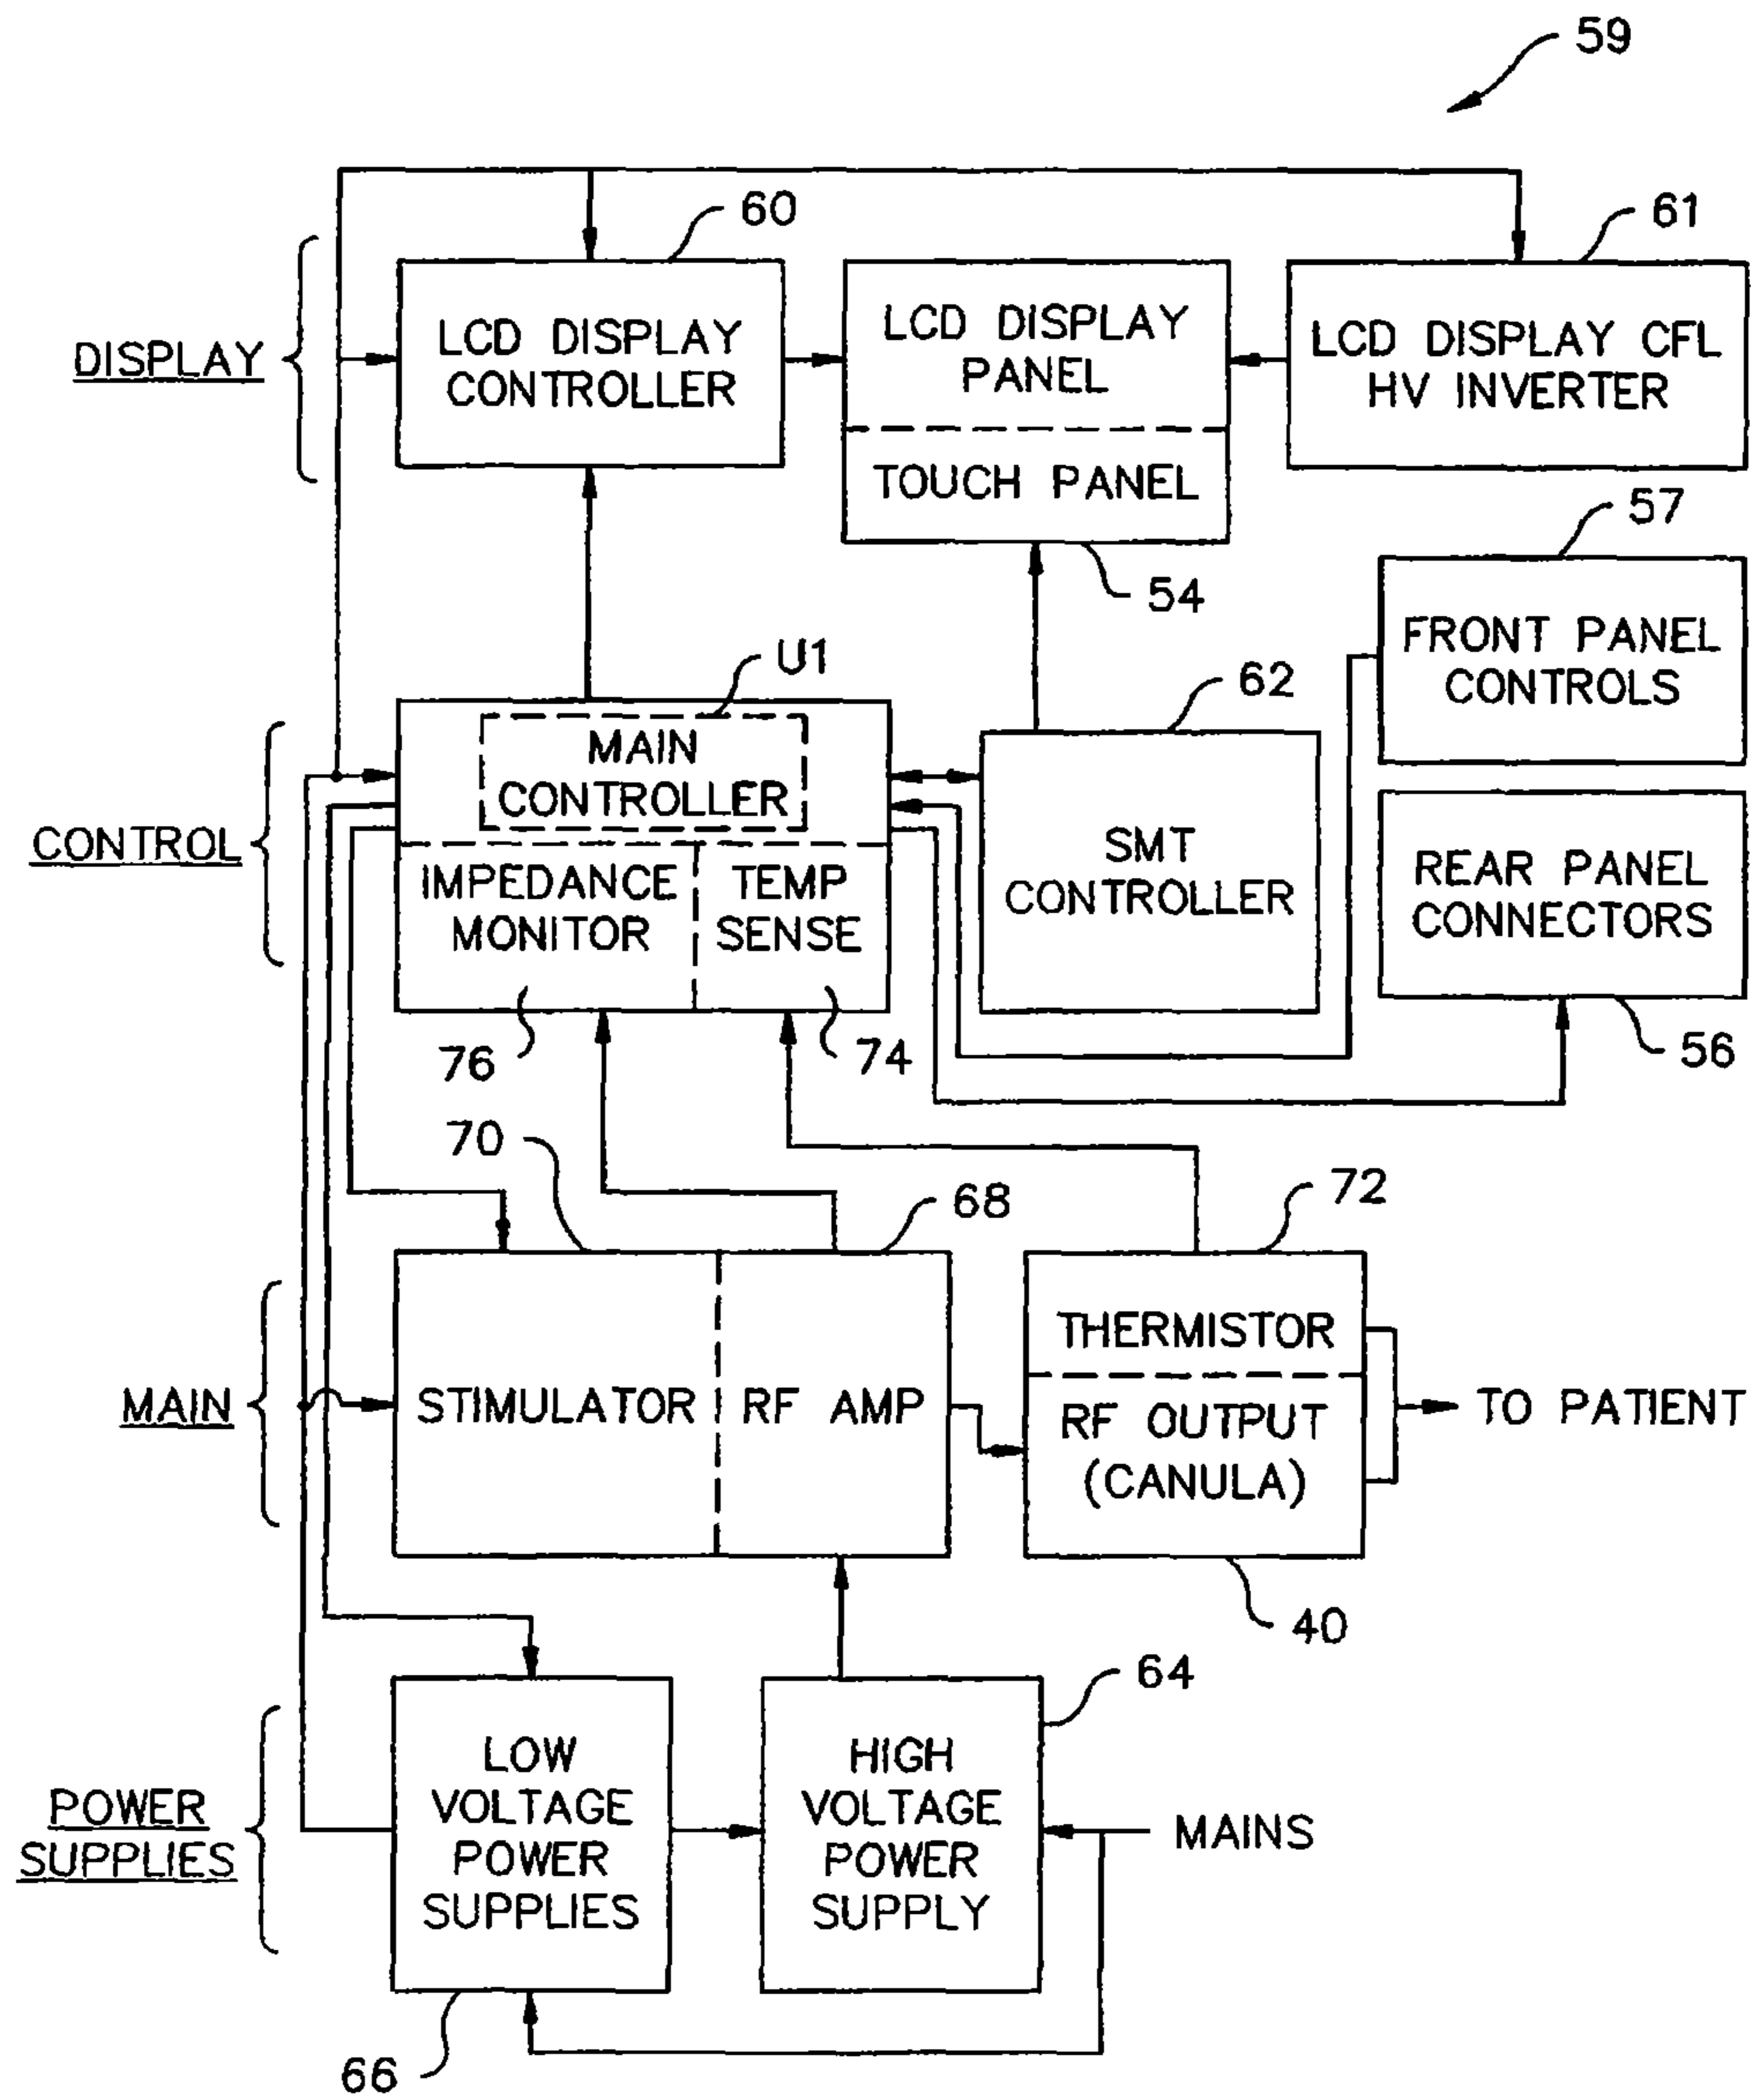 59
60
61
DISPLAY
LCD DISPLAY
CONTROLLER
LCD DISPLAY
PANEL
TOUCH PANEL
LCD DISPLAY CFL
HV INVERTER
57
54
FRONT PANEL
CONTROLS
U1
62
CONTROL
MAIN
CONTROLLER
IMPEDANCE
MONITOR
TEMP
SENSE
SMT
CONTROLLER
REAR PANEL
CONNECTORS
76
74
56
70
68
72
MAIN
STIMULATOR
RF AMP
THERMISTOR
RF OUTPUT
(CANULA)
TO PATIENT
40
64
POWER
SUPPLIES
LOW
VOLTAGE
POWER
SUPPLIES
HIGH
VOLTAGE
POWER
SUPPLY
MAINS
66